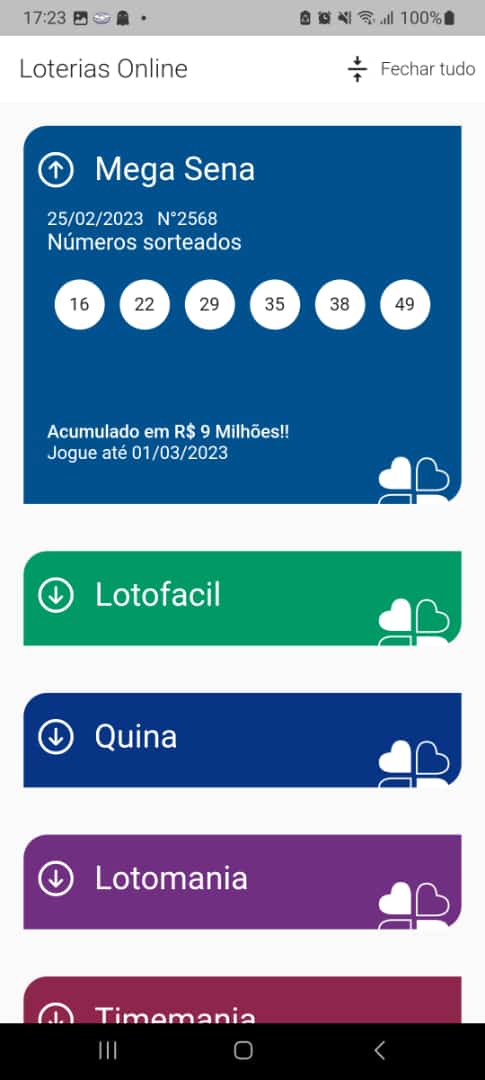 17:23 100%
Loterias Online Fechar tudo
Mega Sena
25/02/2023 N°2568
Números sorteados
16 22 29 35 38 49
Acumulado em R$ 9 Milhões!!
Jogue até 01/03/2023
Lotofacil
Quina
Lotomania
Timemania